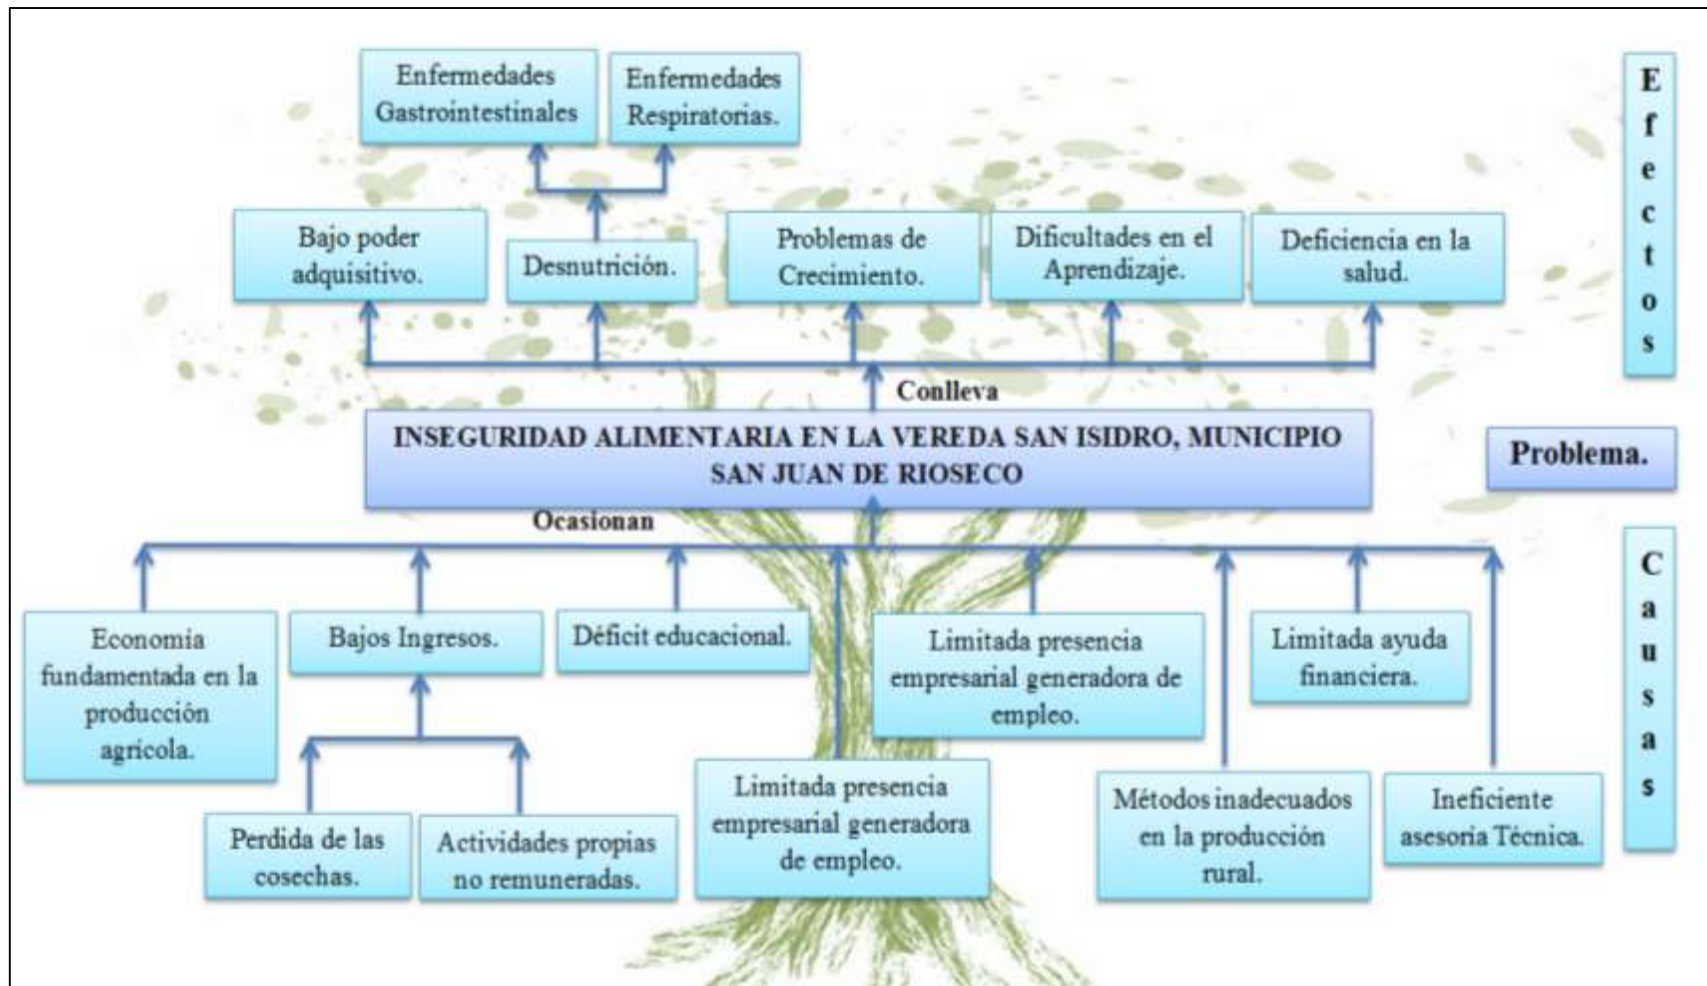 Enfermedades
Gastrointestinales
Enfermedades
Respiratorias.
Efectos
Bajo poder
adquisitivo.
Desnutrición.
Problemas de
Crecimiento.
Dificultades en el
Aprendizaje.
Deficiencia en la
salud.
Conlleva
INSEGURIDAD ALIMENTARIA EN LA VEREDA SAN ISIDRO, MUNICIPIO
SAN JUAN DE RIOSECO
Problema.
Ocasionan
Causas
Economía
fundamentada en la
producción
agrícola.
Bajos Ingresos.
Déficit educacional.
Limitada presencia
empresarial generadora de
empleo.
Limitada ayuda
financiera.
Perdida de las
cosechas.
Actividades propias
no remuneradas.
Limitada presencia
empresarial generadora
de empleo.
Métodos inadecuados
en la producción
rural.
Ineficiente
asesoría Técnica.